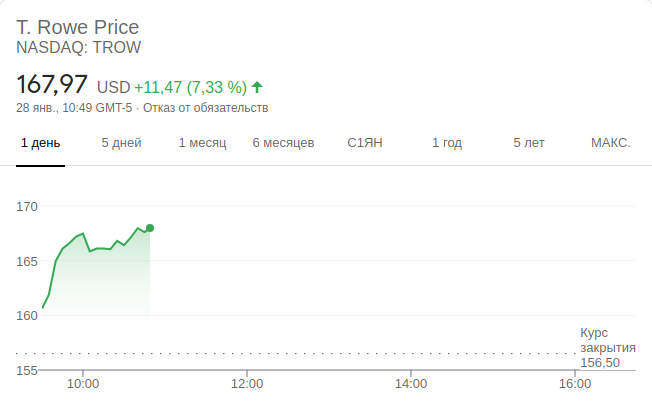 T. Rowe Price
NASDAQ: TROW
167,97 USD +11,47 (7,33 %)
28 янв., 10:49 GMT-5 · Отказ от обязательств
1 день 5 дней 1 месяц 6 месяцев С1ЯН 1 год 5 лет МАКС.
170
165
160
Курс
закрытия
156,50
155
10:00 12:00 14:00 16:00